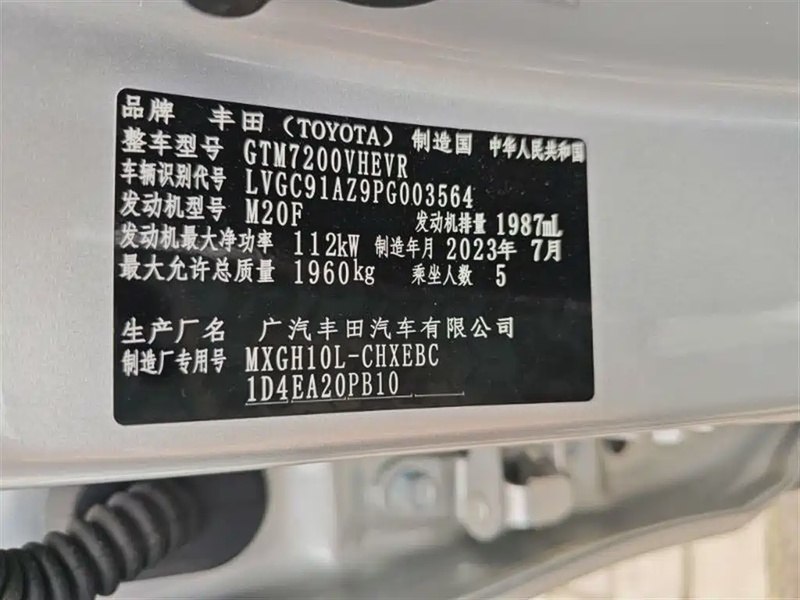 品牌 丰田（TOYOTA） 制造国 中华人民共和国
整车型号 GTM7200VHEVR
车辆识别代号 LVGC91AZ9PG003564
发动机型号 M20F 发动机排量 1987mL
发动机最大净功率 112kW 制造年月 2023年 7月
最大允许总质量 1960kg 乘坐人数 5
生产厂名 广汽丰田汽车有限公司
制造厂专用号 MXGH10L-CHXEBC
1D4EA20PB10